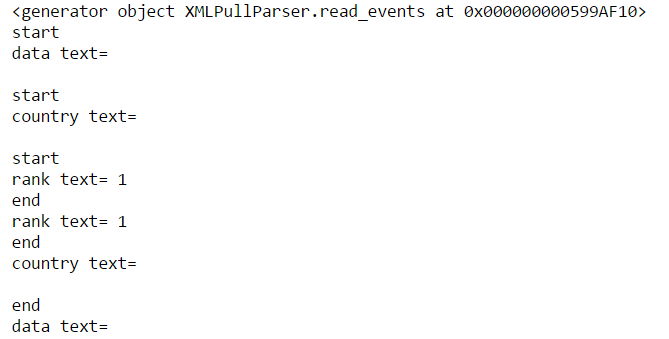 <generator object XMLPullParser.read_events at 0x000000000599AF10>
start
data text=
start
country text=
start
rank text= 1
end
rank text= 1
end
country text=
end
data text=